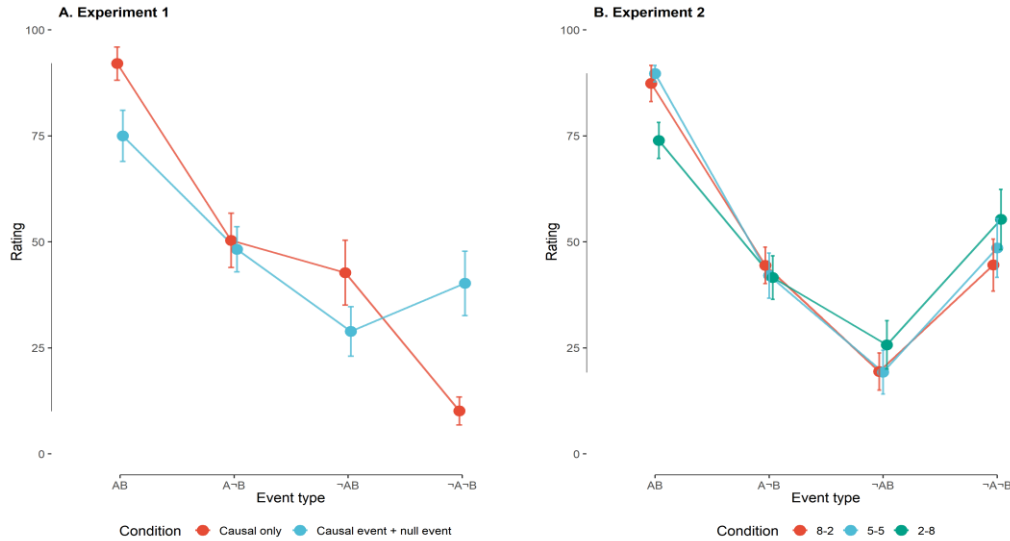 A. Experiment 1
100
75
50
25
0
Rating
AB
A¬B
¬AB
¬A¬B
Event type
Condition
Causal only
Causal event + null event
B. Experiment 2
100
75
50
25
0
Rating
AB
A¬B
¬AB
¬A¬B
Event type
Condition
8-2
5-5
2-8